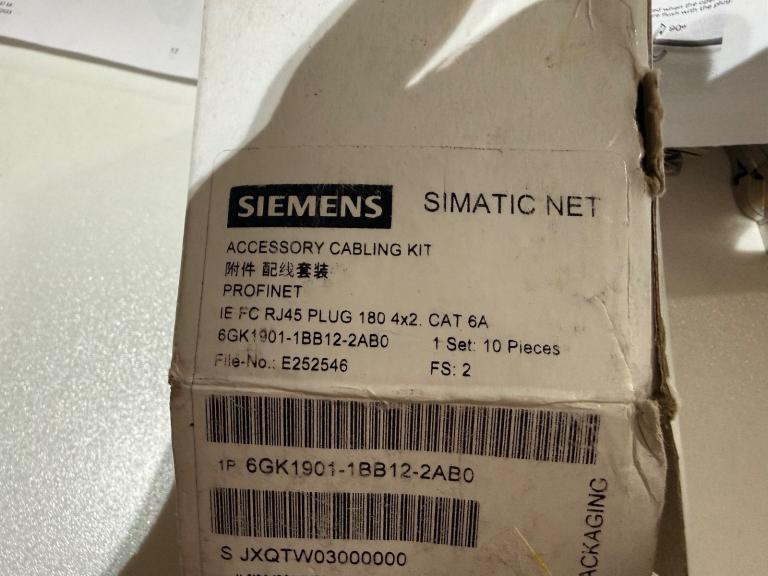 90°
SIEMENS SIMATIC NET
ACCESSORY CABLING KIT
附件 配线套装
PROFINET
IE FC RJ45 PLUG 180 4x2. CAT 6A
6GK1901-1BB12-2AB0 1 Set: 10 Pieces
File-No.: E252546 FS: 2
1P 6GK1901-1BB12-2AB0
S JXQTW03000000